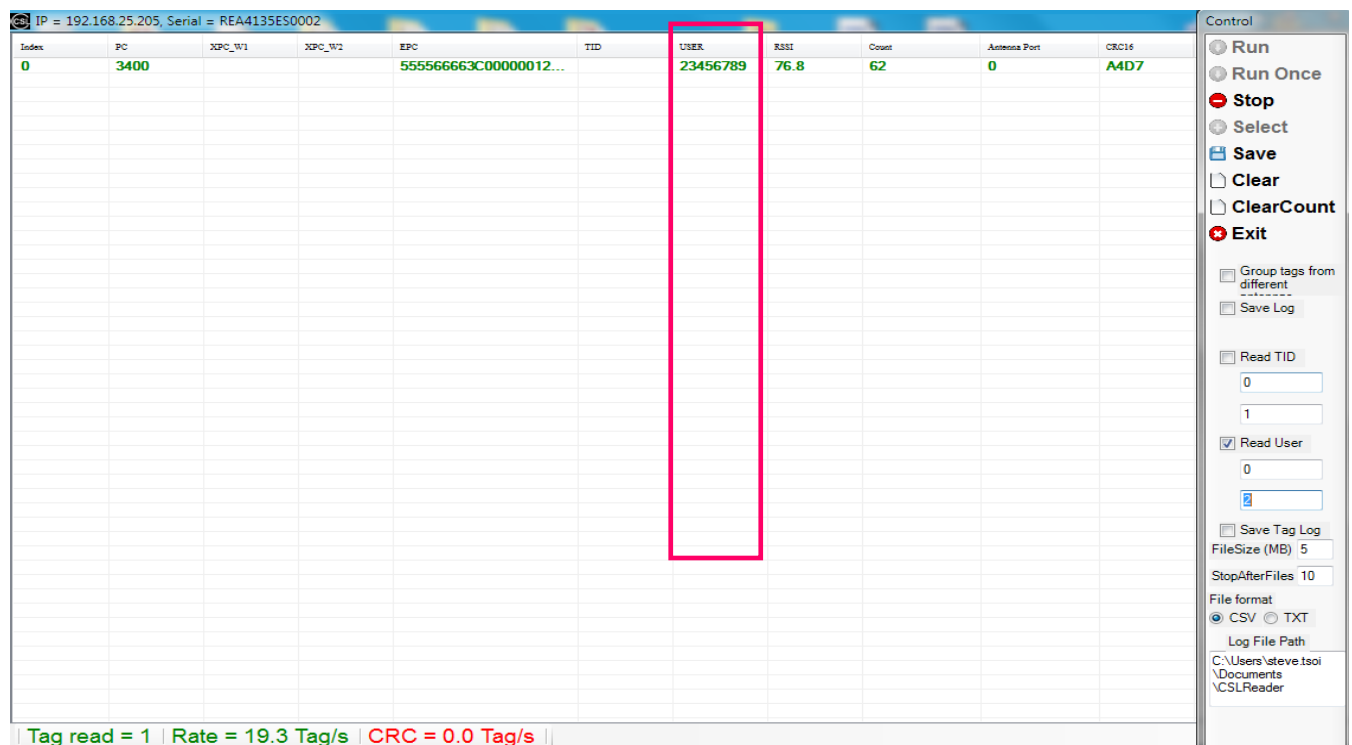 CSL IP = 192.168.25.205, Serial = REA4135ES0002
Index PC XPC_W1 XPC_W2 EPC TID USER RSSI Count Antenna Port CRC16
0 3400 555566663C00000012... 23456789 76.8 62 0 A4D7
Tag read = 1 Rate = 19.3 Tag/s CRC = 0.0 Tag/s
Control
Run
Run Once
Stop
Select
Save
Clear
ClearCount
Exit
Group tags from
different
Save Log
Read TID
0
1
Read User
0
2
Save Tag Log
FileSize (MB) 5
StopAfterFiles 10
File format
CSV TXT
Log File Path
C:\Users\steve.tsoi
\Documents
\CSLReader